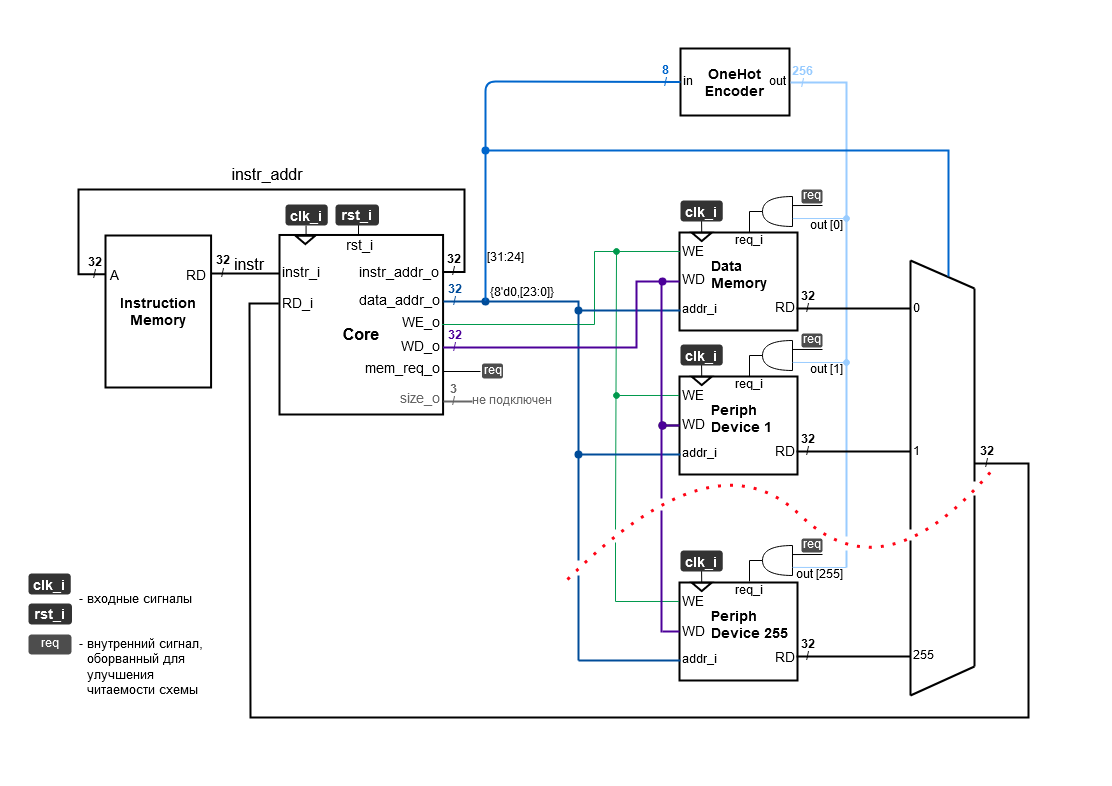 8
in
OneHot
Encoder
out
256
instr_addr
clk_i
rst_i
rst_i
32
A
RD
Instruction
Memory
32
instr
instr_i
RD_i
Core
instr_addr_o
32
data_addr_o
32
WE_o
WD_o
32
mem_req_o
req
size_o
3
не подключен
[31:24]
{8'd0,[23:0]}
clk_i
req
out [0]
req_i
WE
WD
addr_i
Data
Memory
RD
32
0
clk_i
req
out [1]
req_i
WE
WD
addr_i
Periph
Device 1
RD
32
1
32
clk_i
req
out [255]
req_i
WE
WD
addr_i
Periph
Device 255
RD
32
255
clk_i
rst_i
- входные сигналы
req
- внутренний сигнал,
оборванный для
улучшения
читаемости схемы